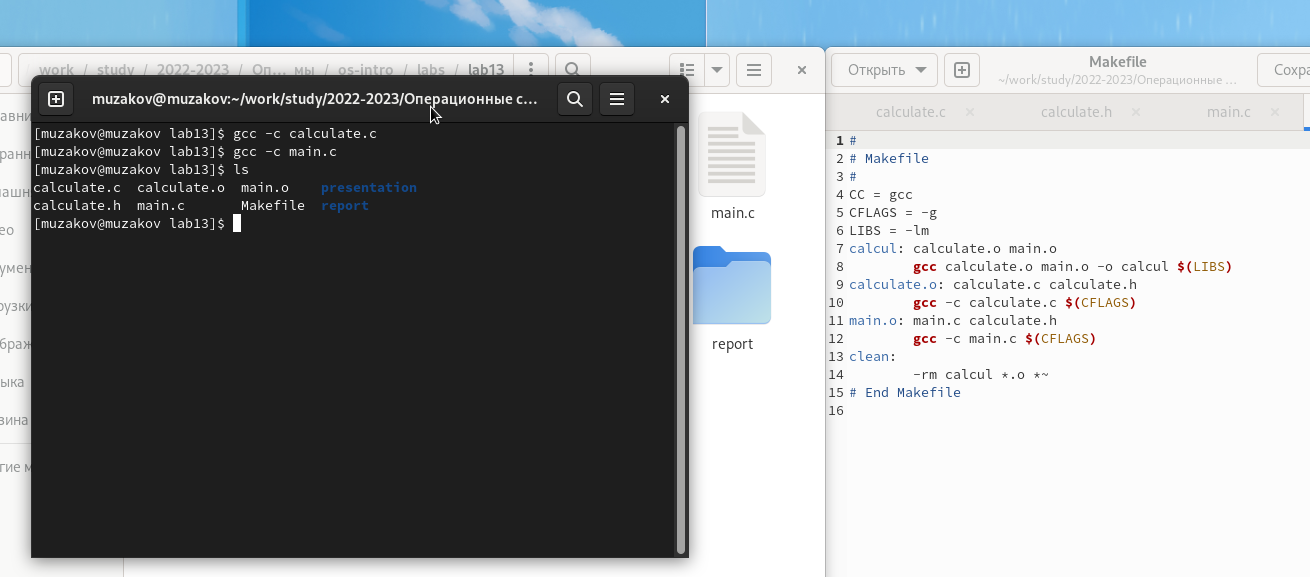 work / study / 2022-2023 / Оп… мы / os-intro / labs / lab13
muzakov@muzakov:~/work/study/2022-2023/Операционные с…
[muzakov@muzakov lab13]$ gcc -c calculate.c
[muzakov@muzakov lab13]$ gcc -c main.c
[muzakov@muzakov lab13]$ ls
calculate.c calculate.o main.o presentation
calculate.h main.c Makefile report
[muzakov@muzakov lab13]$
main.c
report
Открыть
Makefile
~/work/study/2022-2023/Операционные …
calculate.c
calculate.h
main.c
1 #
2 # Makefile
3 #
4 CC = gcc
5 CFLAGS = -g
6 LIBS = -lm
7 calcul: calculate.o main.o
8 gcc calculate.o main.o -o calcul $(LIBS)
9 calculate.o: calculate.c calculate.h
10 gcc -c calculate.c $(CFLAGS)
11 main.o: main.c calculate.h
12 gcc -c main.c $(CFLAGS)
13 clean:
14 -rm calcul *.o *~
15 # End Makefile
16